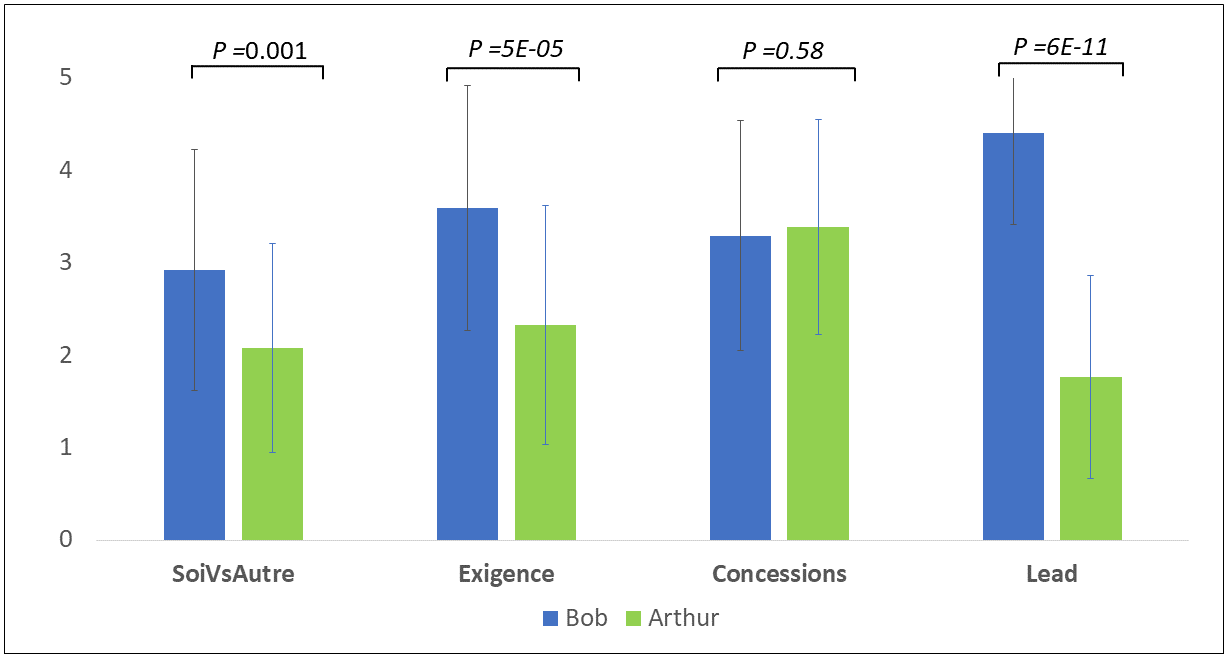 P =0.001
P =5E-05
P =0.58
P =6E-11
5
4
3
2
1
0
SoiVsAutre
Exigence
Concessions
Lead
Bob
Arthur